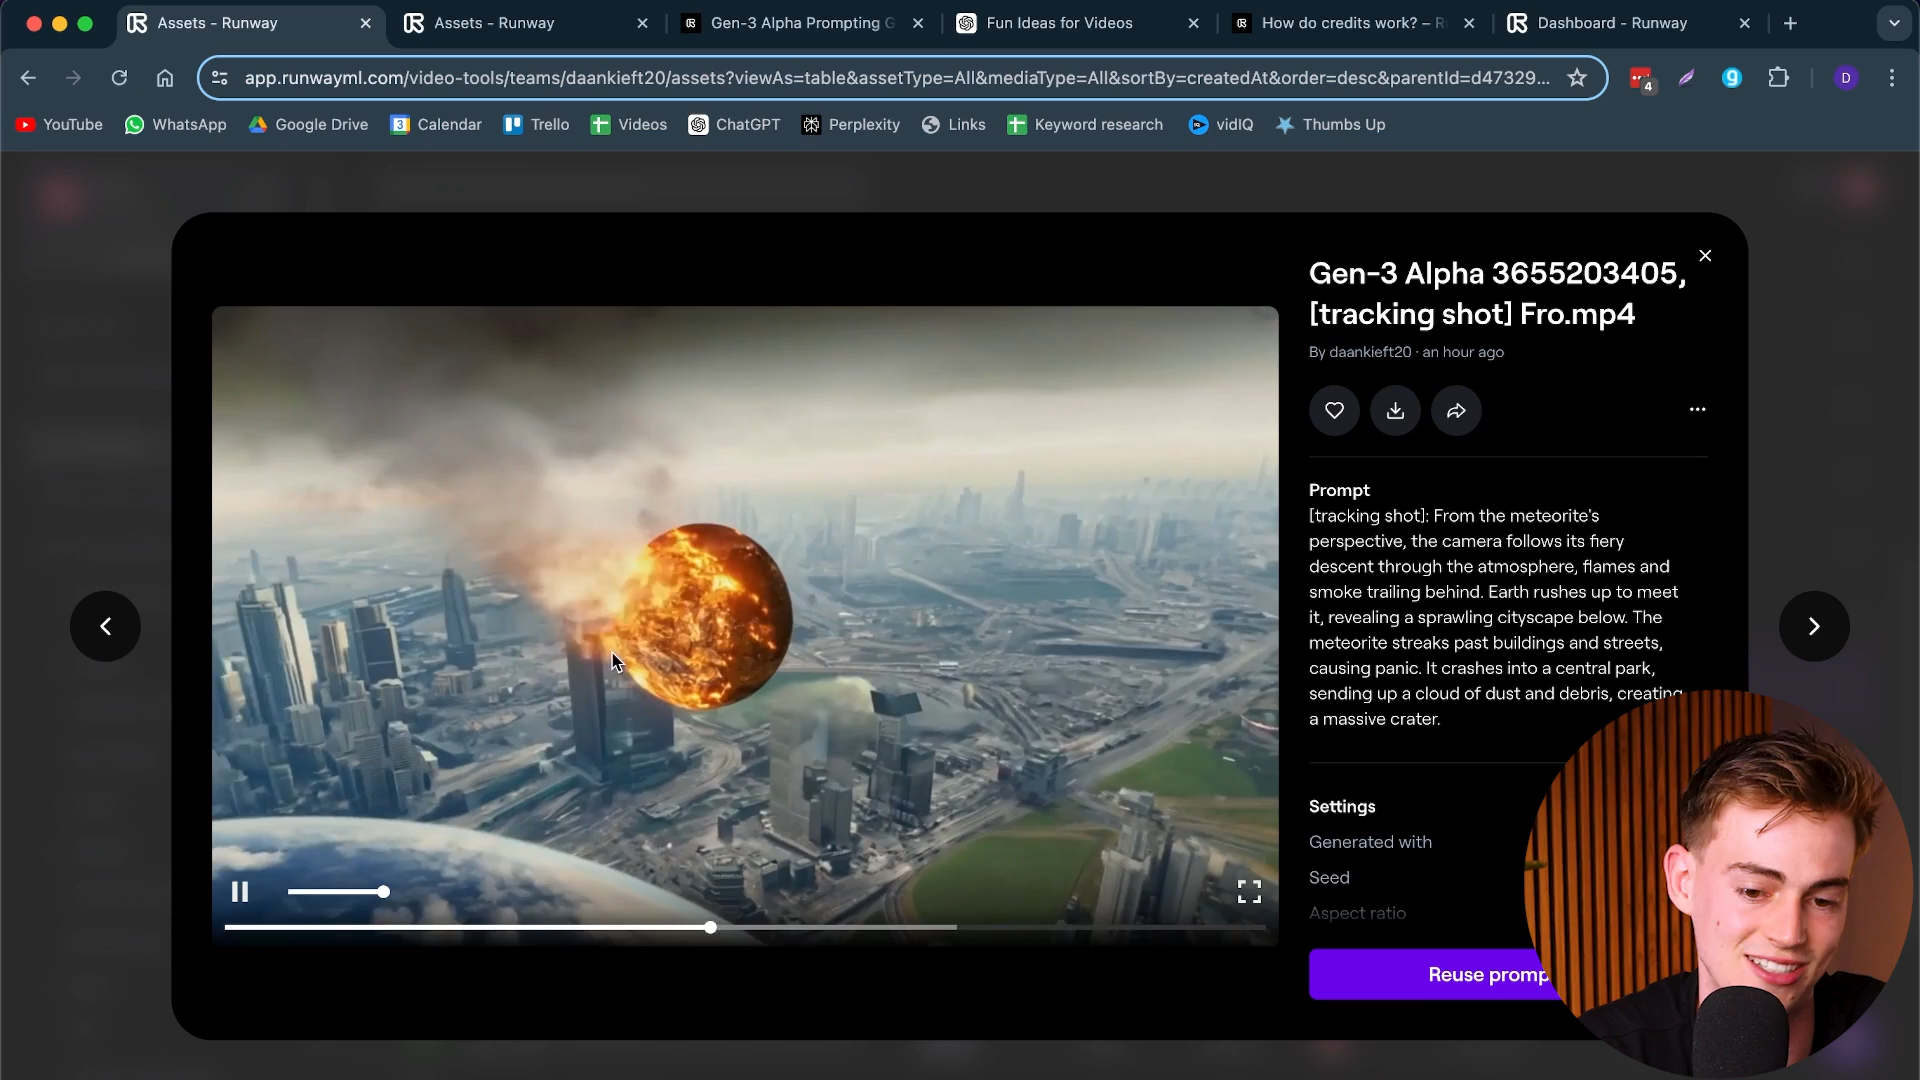 Assets - Runway
Assets - Runway
Gen-3 Alpha Prompting G
Fun Ideas for Videos
How do credits work? – R
Dashboard - Runway
app.runwayml.com/video-tools/teams/daankieft20/assets?viewAs=table&assetType=All&mediaType=All&sortBy=createdAt&order=desc&parentId=d47329...
4
g
D
YouTube
WhatsApp
Google Drive
3
Calendar
Trello
Videos
ChatGPT
Perplexity
Links
Keyword research
vidIQ
Thumbs Up
Gen-3 Alpha 3655203405,
[tracking shot] Fro.mp4
By daankieft20 · an hour ago
Prompt
[tracking shot]: From the meteorite's
perspective, the camera follows its fiery
descent through the atmosphere, flames and
smoke trailing behind. Earth rushes up to meet
it, revealing a sprawling cityscape below. The
meteorite streaks past buildings and streets,
causing panic. It crashes into a central park,
sending up a cloud of dust and debris, creating
a massive crater.
Settings
Generated with
Seed
Aspect ratio
Reuse promp